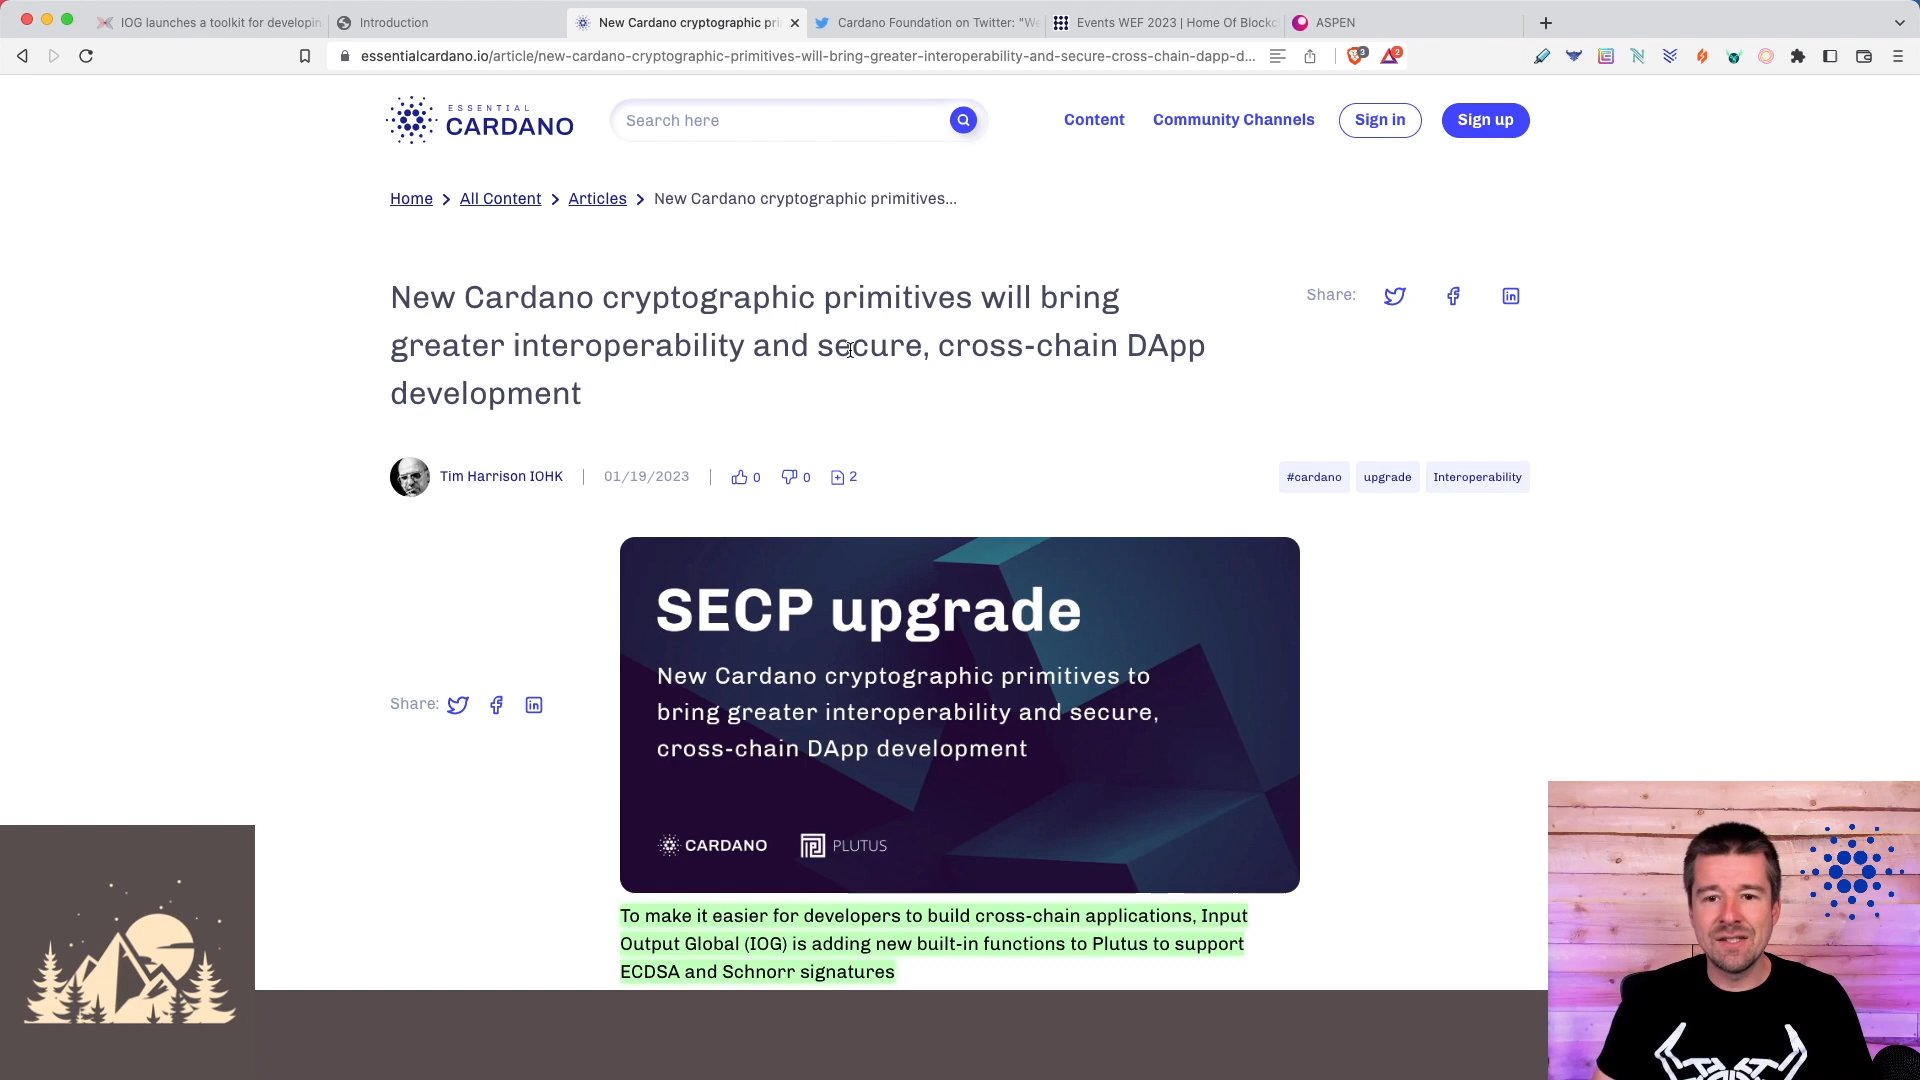 IOG launches a toolkit for developin
Introduction
New Cardano cryptographic pri
Cardano Foundation on Twitter: "We
Events WEF 2023 | Home Of Blockc
ASPEN
essentialcardano.io/article/new-cardano-cryptographic-primitives-will-bring-greater-interoperability-and-secure-cross-chain-dapp-d...
3
2
ESSENTIAL
CARDANO
Search here
Content
Community Channels
Sign in
Sign up
Home > All Content > Articles > New Cardano cryptographic primitives...
New Cardano cryptographic primitives will bring
greater interoperability and secure, cross-chain DApp
development
Share:
Tim Harrison IOHK | 01/19/2023 | 0 0 2
#cardano
upgrade
Interoperability
SECP upgrade
New Cardano cryptographic primitives to
bring greater interoperability and secure,
cross-chain DApp development
CARDANO
PLUTUS
Share:
To make it easier for developers to build cross-chain applications, Input
Output Global (IOG) is adding new built-in functions to Plutus to support
ECDSA and Schnorr signatures